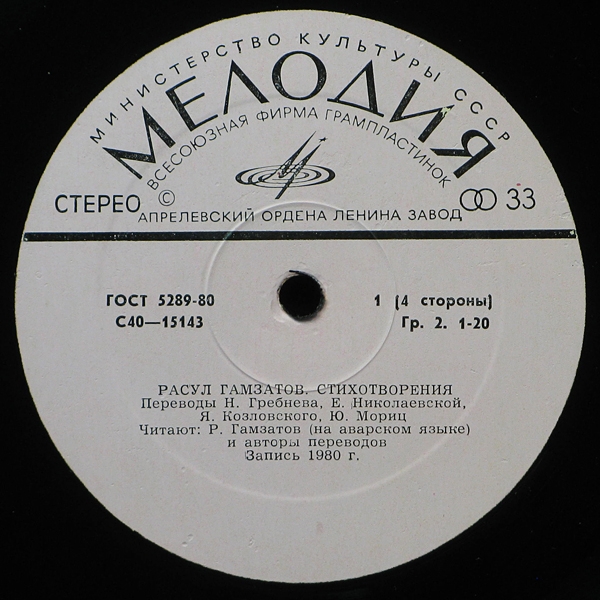 МИНИСТЕРСТВО КУЛЬТУРЫ СССР
МЕЛОДИЯ
ВСЕСОЮЗНАЯ ФИРМА ГРАМПЛАСТИНОК
СТЕРЕО © 33
АПРЕЛЕВСКИЙ ОРДЕНА ЛЕНИНА ЗАВОД
ГОСТ 5289-80 1 (4 стороны)
С40—15143 Гр. 2. 1-20
РАСУЛ ГАМЗАТОВ. СТИХОТВОРЕНИЯ
Переводы Н. Гребнева, Е. Николаевской,
Я. Козловского, Ю. Мориц
Читают: Р. Гамзатов (на аварском языке)
и авторы переводов
Запись 1980 г.